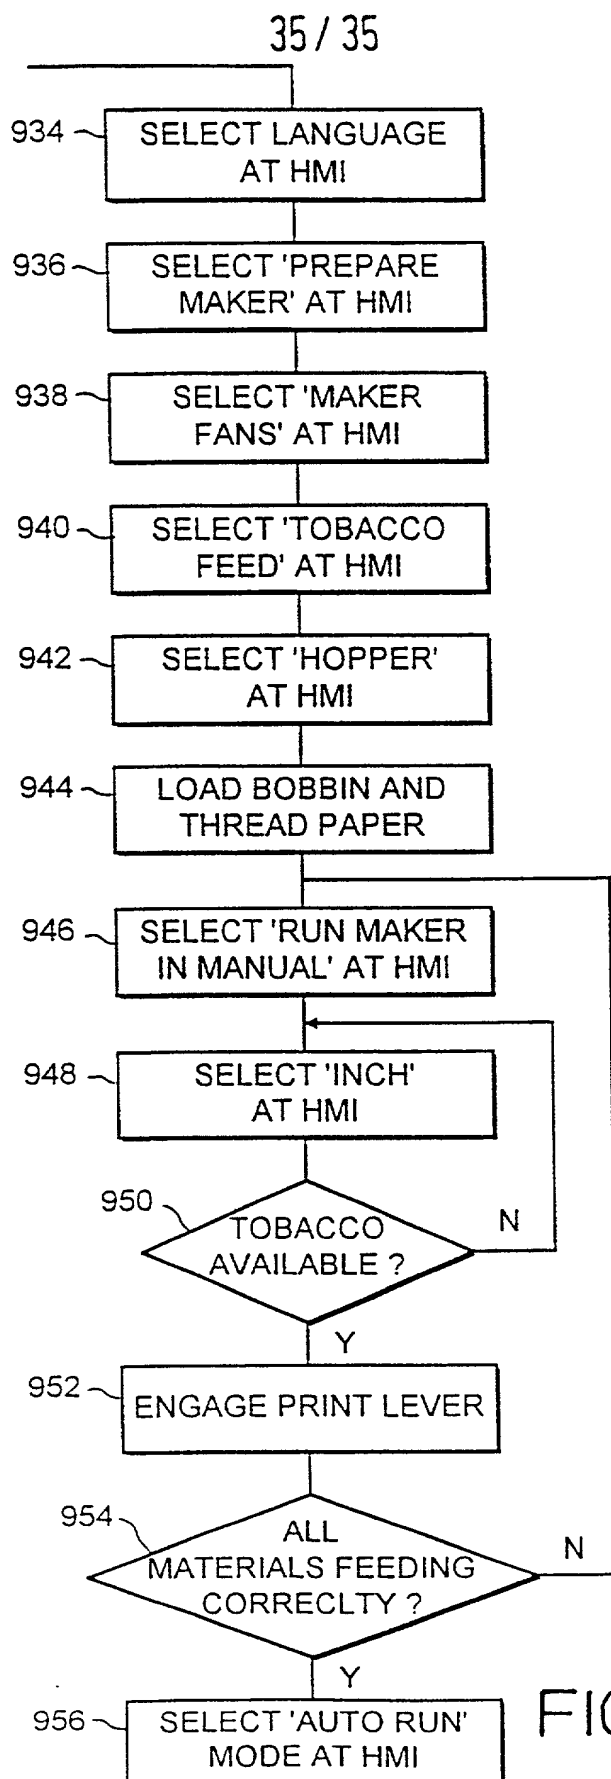 35/35
934
SELECT LANGUAGE
AT HMI
936
SELECT 'PREPARE
MAKER' AT HMI
938
SELECT 'MAKER
FANS' AT HMI
940
SELECT 'TOBACCO
FEED' AT HMI
942
SELECT 'HOPPER'
AT HMI
944
LOAD BOBBIN AND
THREAD PAPER
946
SELECT 'RUN MAKER
IN MANUAL' AT HMI
948
SELECT 'INCH'
AT HMI
950
TOBACCO
AVAILABLE ?
N
Y
952
ENGAGE PRINT LEVER
954
ALL
MATERIALS FEEDING
CORRECLTY ?
N
Y
956
SELECT 'AUTO RUN'
MODE AT HMI
FIG